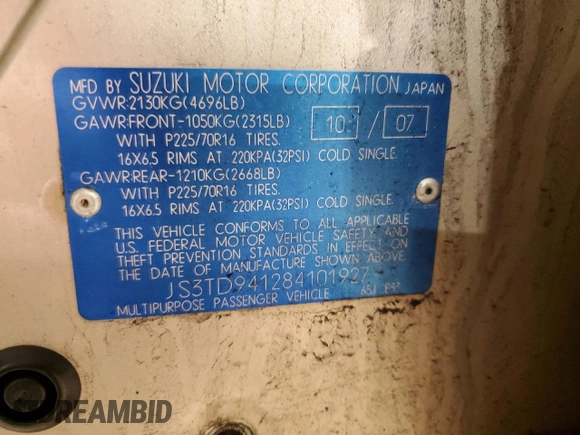 MFD BY SUZUKI MOTOR CORPORATION JAPAN
GVWR:2130KG(4696LB)
GAWR:FRONT-1050KG(2315LB) 10 / 07
WITH P225/70R16 TIRES.
16X6.5 RIMS AT 220KPA(32PSI) COLD SINGLE.
GAWR:REAR-1210KG(2668LB)
WITH P225/70R16 TIRES.
16X6.5 RIMS AT 220KPA(32PSI) COLD SINGLE.
THIS VEHICLE CONFORMS TO ALL APPLICABLE
U.S. FEDERAL MOTOR VEHICLE SAFETY AND
THEFT PREVENTION STANDARDS IN EFFECT ON
THE DATE OF MANUFACTURE SHOWN ABOVE.
JS3TD941284101927
MULTIPURPOSE PASSENGER VEHICLE
DREAMBID